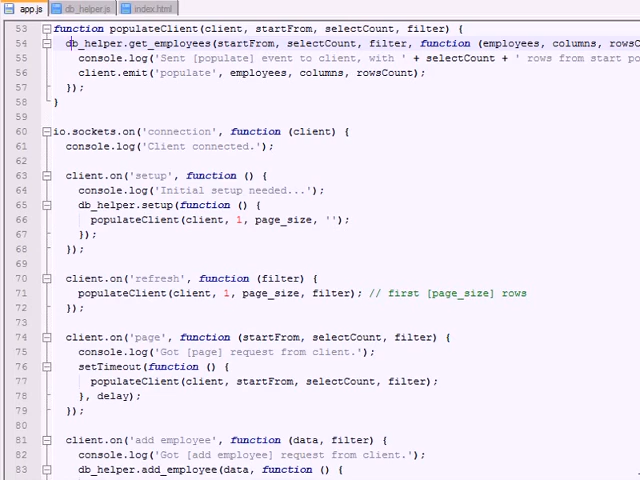 app.js db_helper.js index.html
53 function populateClient(client, startFrom, selectCount, filter) {
54 db_helper.get_employees(startFrom, selectCount, filter, function (employees, columns, rowsC
55 console.log('Sent [populate] event to client, with ' + selectCount + ' rows from start po
56 client.emit('populate', employees, columns, rowsCount);
57 });
58 }
59
60 io.sockets.on('connection', function (client) {
61 console.log('Client connected.');
62
63 client.on('setup', function () {
64 console.log('Initial setup needed...');
65 db_helper.setup(function () {
66 populateClient(client, 1, page_size, '');
67 });
68 });
69
70 client.on('refresh', function (filter) {
71 populateClient(client, 1, page_size, filter); // first [page_size] rows
72 });
73
74 client.on('page', function (startFrom, selectCount, filter) {
75 console.log('Got [page] request from client.');
76 setTimeout(function () {
77 populateClient(client, startFrom, selectCount, filter);
78 }, delay);
79 });
80
81 client.on('add employee', function (data, filter) {
82 console.log('Got [add employee] request from client.');
83 db_helper.add_employee(data, function () {